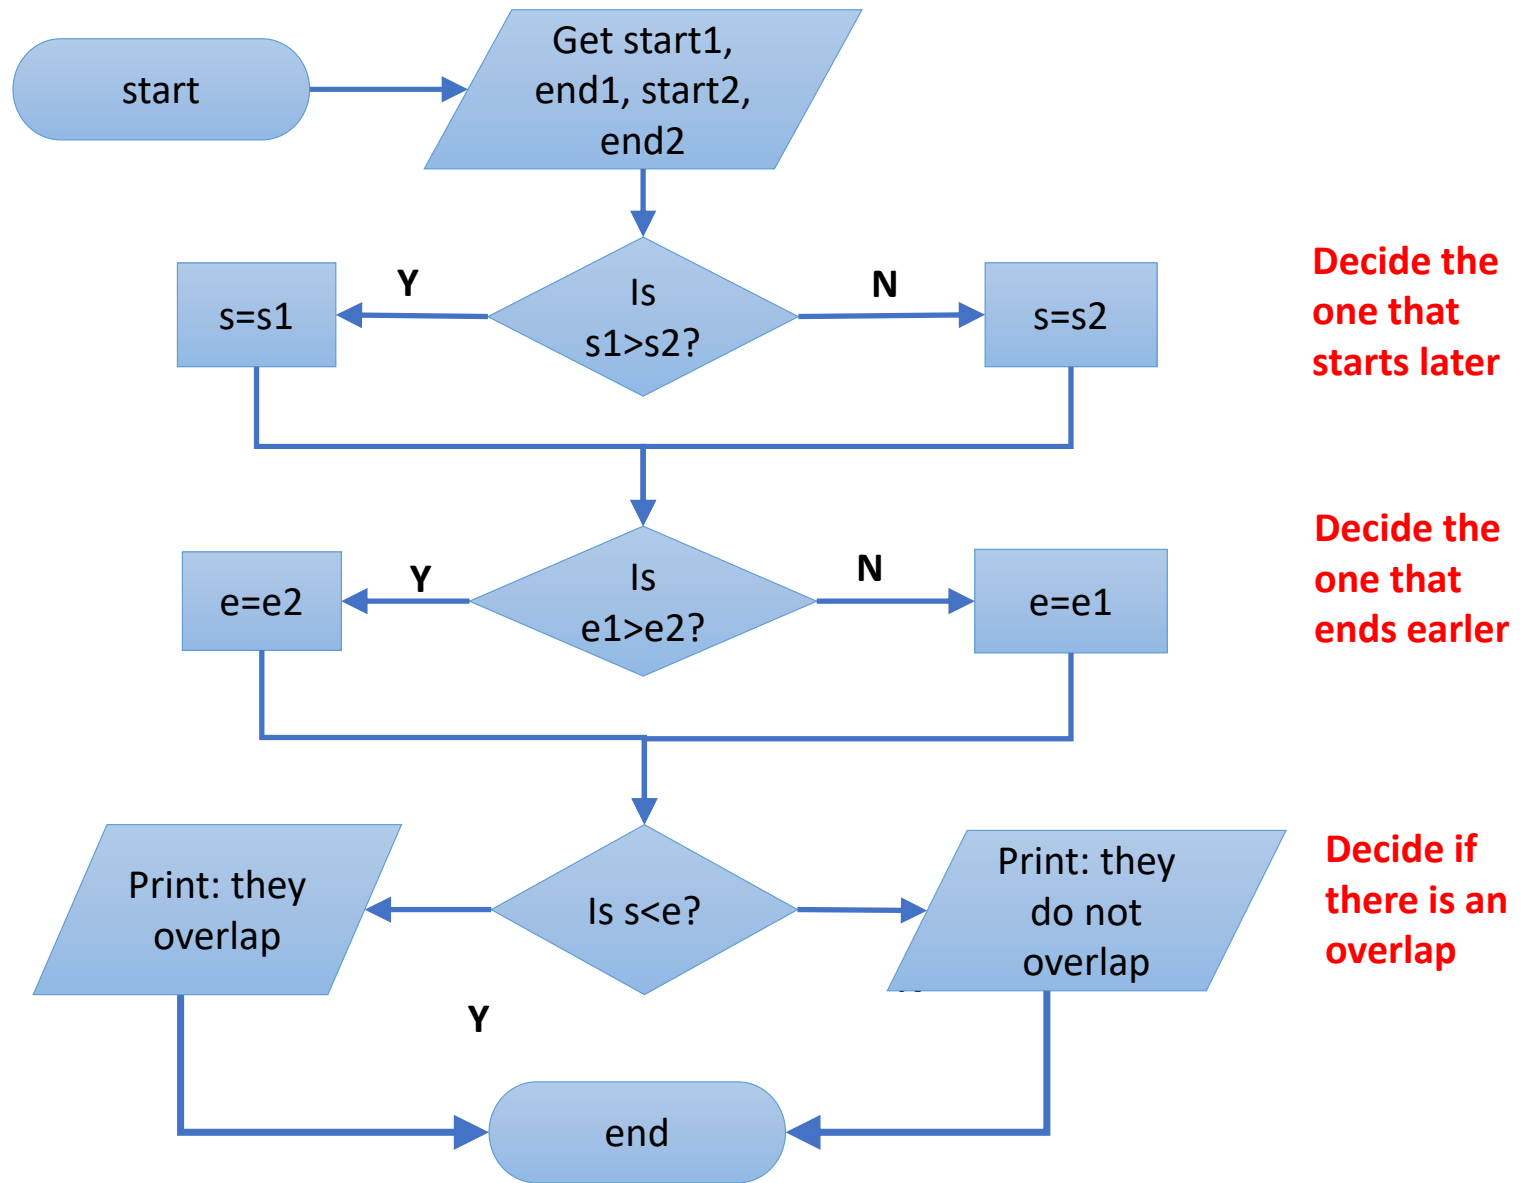 start
Get start1,
end1, start2,
end2
Is
s1>s2?
Y
N
s=s1
s=s2
Decide the
one that
starts later
Is
e1>e2?
Y
N
e=e2
e=e1
Decide the
one that
ends earler
Is s<e?
Print: they
overlap
Print: they
do not
overlap
Decide if
there is an
overlap
Y
end